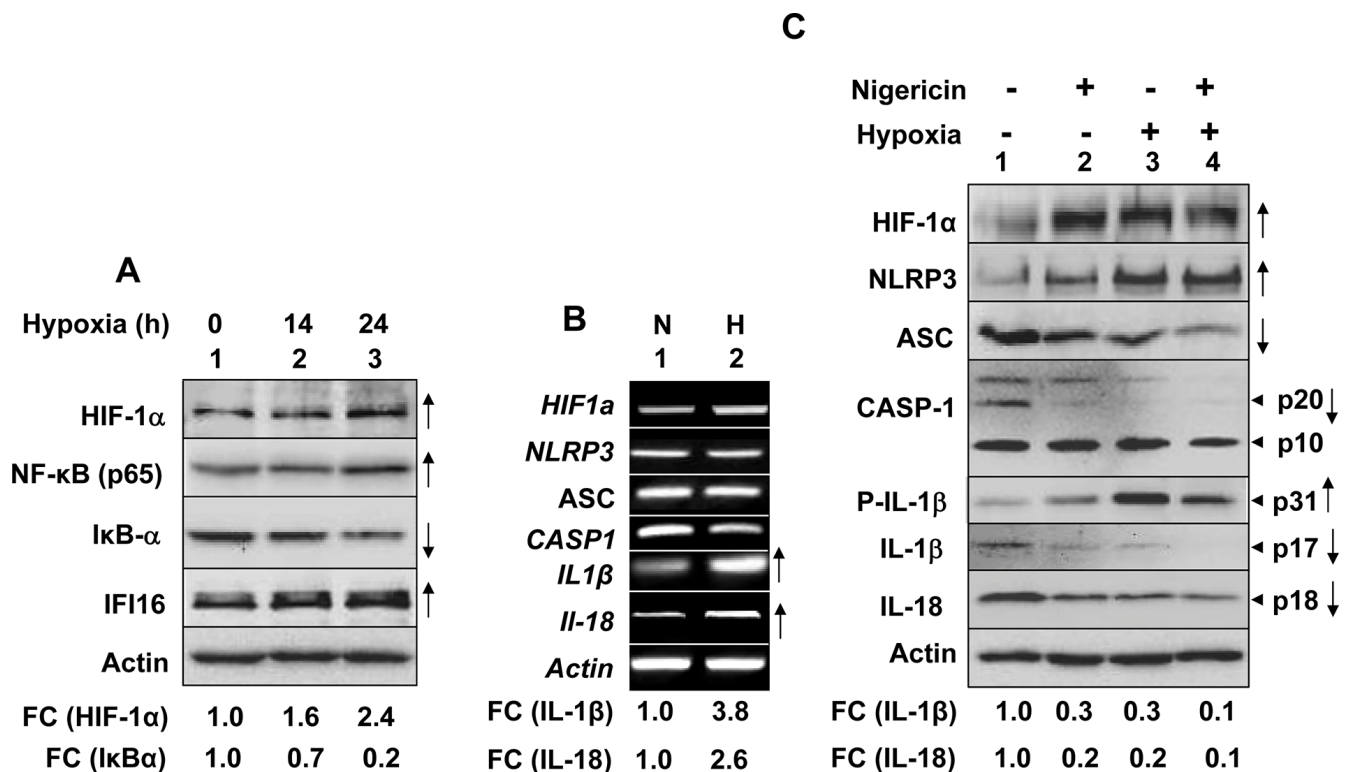 A
Hypoxia (h) 0 14 24
1 2 3
HIF-1α
NF-κB (p65)
IκB-α
IFI16
Actin
FC (HIF-1α) 1.0 1.6 2.4
FC (IκBα) 1.0 0.7 0.2
B
N H
1 2
HIF1a
NLRP3
ASC
CASP1
IL1β
Il-18
Actin
FC (IL-1β) 1.0 3.8
FC (IL-18) 1.0 2.6
C
Nigericin - + - +
Hypoxia - - + +
1 2 3 4
HIF-1α
NLRP3
ASC
CASP-1 p20
p10
P-IL-1β p31
IL-1β p17
IL-18 p18
Actin
FC (IL-1β) 1.0 0.3 0.3 0.1
FC (IL-18) 1.0 0.2 0.2 0.1